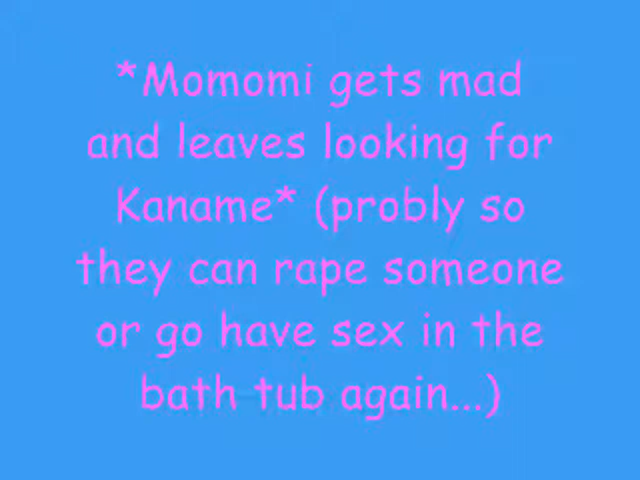 *Momomi gets mad
and leaves looking for
Kaname* (probly so
they can rape someone
or go have sex in the
bath tub again...)